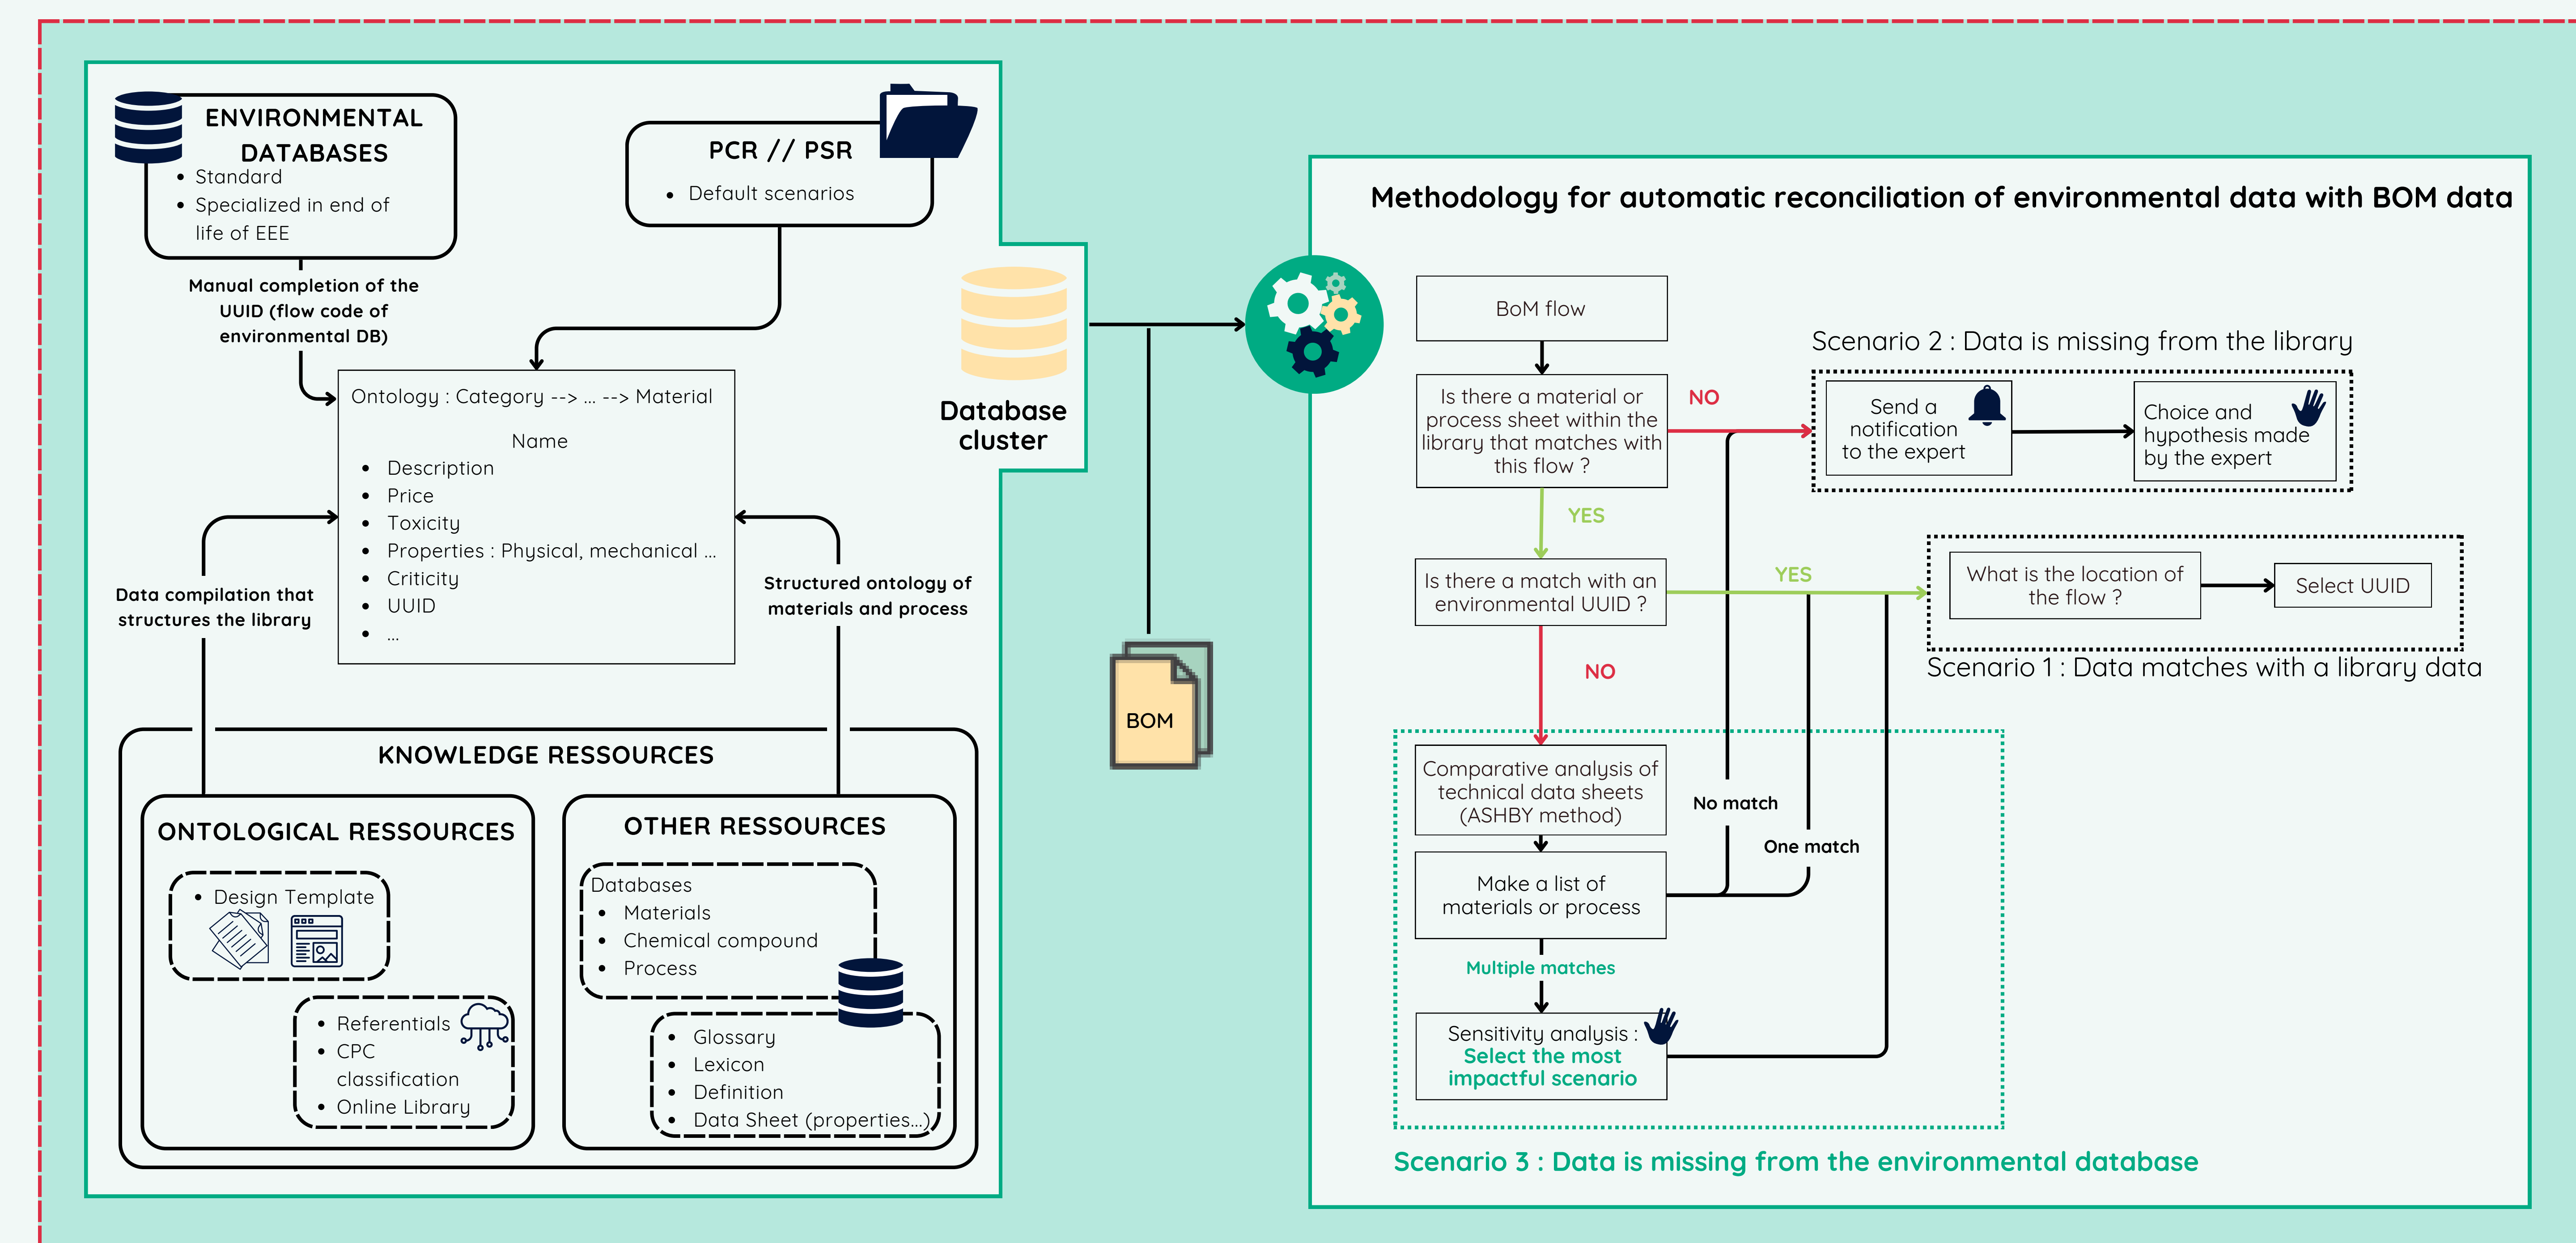 ENVIRONMENTAL
DATABASES
• Standard
• Specialized in end of
life of EEE
PCR // PSR
• Default scenarios
Manual completion of the
UUID (flow code of
environmental DB)
Ontology : Category --> ... --> Material
Name
• Description
• Price
• Toxicity
• Properties : Physical, mechanical ...
• Criticity
• UUID
• ...
Data compilation that
structures the library
Structured ontology of
materials and process
KNOWLEDGE RESSOURCES
ONTOLOGICAL RESSOURCES
• Design Template
• Referentials
• CPC
classification
• Online Library
OTHER RESSOURCES
Databases
• Materials
• Chemical compound
• Process
• Glossary
• Lexicon
• Definition
• Data Sheet (properties...)
Database
cluster
BOM
Methodology for automatic reconciliation of environmental data with BOM data
BoM flow
Is there a material or
process sheet within the
library that matches with
this flow ?
NO
Scenario 2 : Data is missing from the library
Send a
notification
to the expert
Choice and
hypothesis made
by the expert
YES
Is there a match with an
environmental UUID ?
YES
What is the location of
the flow ?
Select UUID
Scenario 1 : Data matches with a library data
NO
Comparative analysis of
technical data sheets
(ASHBY method)
No match
One match
Make a list of
materials or process
Multiple matches
Sensitivity analysis :
Select the most
impactful scenario
Scenario 3 : Data is missing from the environmental database